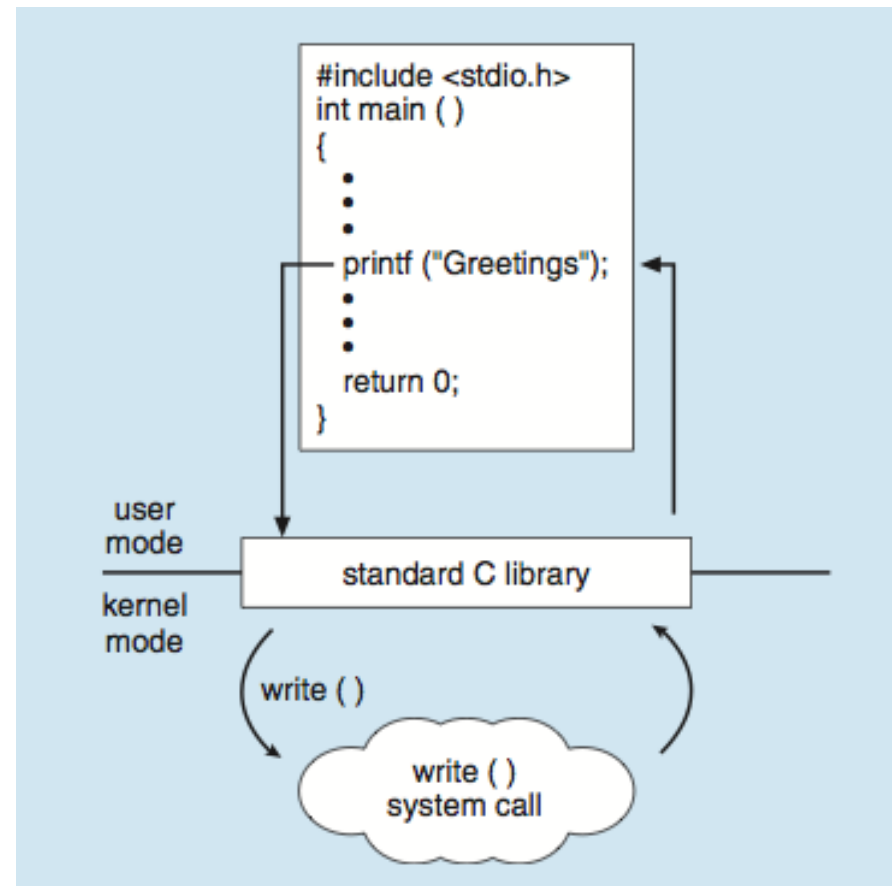 #include <stdio.h>
int main ( )
{
•
•
•
printf ("Greetings");
•
•
•
return 0;
}
user
mode
standard C library
kernel
mode
write ( )
write ( )
system call